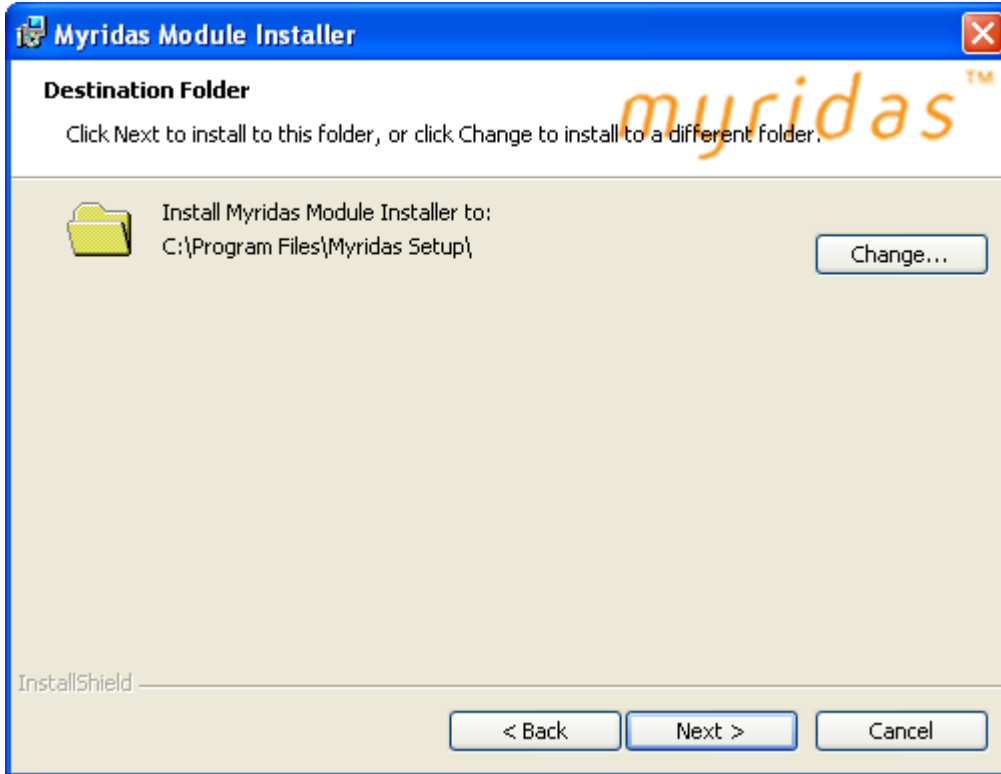 Myridas Module Installer
Destination Folder
myridas™
Click Next to install to this folder, or click Change to install to a different folder.
Install Myridas Module Installer to:
C:\Program Files\Myridas Setup\
Change...
InstallShield
< Back
Next >
Cancel